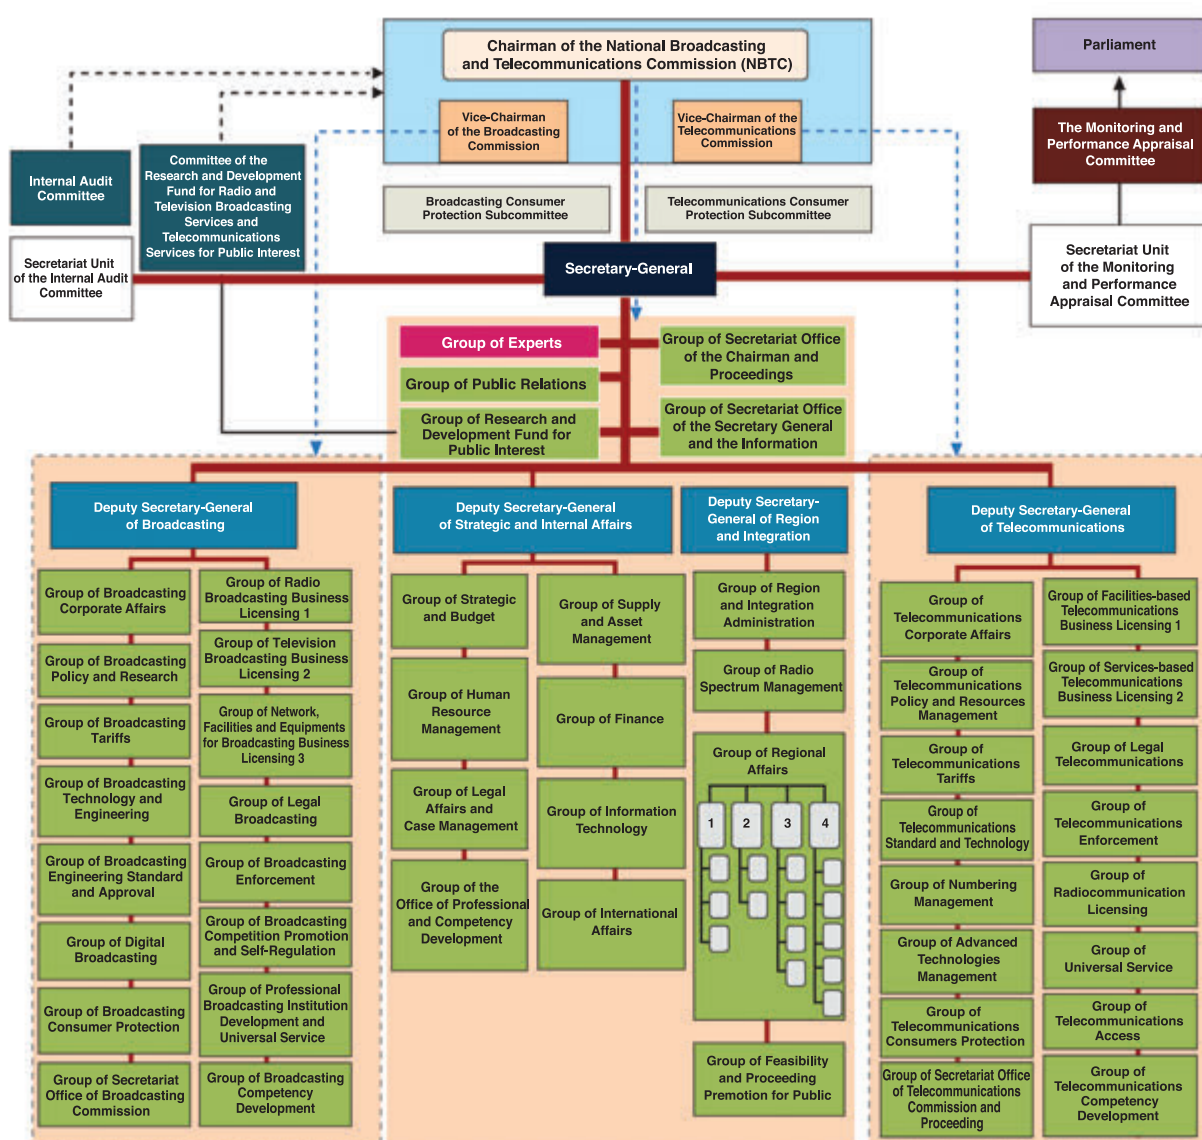 Chairman of the National Broadcasting
and Telecommunications Commission (NBTC)
Parliament
Vice-Chairman
of the Broadcasting
Commission
Vice-Chairman of the
Telecommunications
Commission
The Monitoring and
Performance Appraisal
Committee
Internal Audit
Committee
Committee of the
Research and Development
Fund for Radio and
Television Broadcasting
Services and
Telecommunications
Services for Public Interest
Broadcasting Consumer
Protection Subcommittee
Telecommunications Consumer
Protection Subcommittee
Secretariat Unit
of the Internal Audit
Committee
Secretary-General
Secretariat Unit
of the Monitoring
and Performance
Appraisal Committee
Group of Experts
Group of Secretariat Office
of the Chairman and
Proceedings
Group of Public Relations
Group of Research and
Development Fund for
Public Interest
Group of Secretariat Office
of the Secretary General
and the Information
Deputy Secretary-General
of Broadcasting
Group of Broadcasting
Corporate Affairs
Group of Broadcasting
Policy and Research
Group of Broadcasting
Tariffs
Group of Broadcasting
Technology and
Engineering
Group of Broadcasting
Engineering Standard
and Approval
Group of Digital
Broadcasting
Group of Broadcasting
Consumer Protection
Group of Secretariat
Office of Broadcasting
Commission
Group of Radio
Broadcasting Business
Licensing 1
Group of Television
Broadcasting Business
Licensing 2
Group of Network,
Facilities and Equipments
for Broadcasting Business
Licensing 3
Group of Legal
Broadcasting
Group of Broadcasting
Enforcement
Group of Broadcasting
Competition Promotion
and Self-Regulation
Group of Professional
Broadcasting Institution
Development and
Universal Service
Group of Broadcasting
Competency
Development
Deputy Secretary-General
of Strategic and Internal Affairs
Group of Strategic
and Budget
Group of Human
Resource
Management
Group of Legal
Affairs and
Case Management
Group of the
Office of Professional
and Competency
Development
Group of Supply
and Asset
Management
Group of Finance
Group of Information
Technology
Group of International
Affairs
Deputy Secretary-
General of Region
and Integration
Group of Region
and Integration
Administration
Group of Radio
Spectrum Management
Group of Regional
Affairs
1 2 3 4
Group of Feasibility
and Proceeding
Premotion for Public
Deputy Secretary-General
of Telecommunications
Group of
Telecommunications
Corporate Affairs
Group of
Telecommunications
Policy and Resources
Management
Group of
Telecommunications
Tariffs
Group of
Telecommunications
Standard and Technology
Group of Numbering
Management
Group of Advanced
Technologies
Management
Group of
Telecommunications
Consumers Protection
Group of Secretariat Office
of Telecommunications
Commission and
Proceeding
Group of Facilities-based
Telecommunications
Business Licensing 1
Group of Services-based
Telecommunications
Business Licensing 2
Group of Legal
Telecommunications
Group of
Telecommunications
Enforcement
Group of
Radiocommunication
Licensing
Group of
Universal Service
Group of
Telecommunications
Access
Group of
Telecommunications
Competency
Development